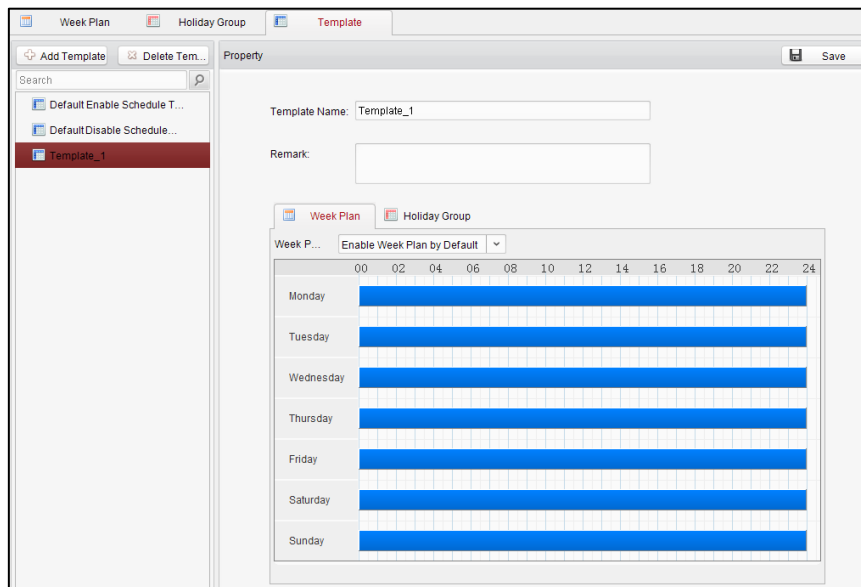 Week Plan Holiday Group Template
Add Template Delete Tem... Property Save
Search
Default Enable Schedule T...
Default Disable Schedule...
Template_1
Template Name: Template_1
Remark:
Week Plan Holiday Group
Week P... Enable Week Plan by Default
00 02 04 06 08 10 12 14 16 18 20 22 24
Monday
Tuesday
Wednesday
Thursday
Friday
Saturday
Sunday